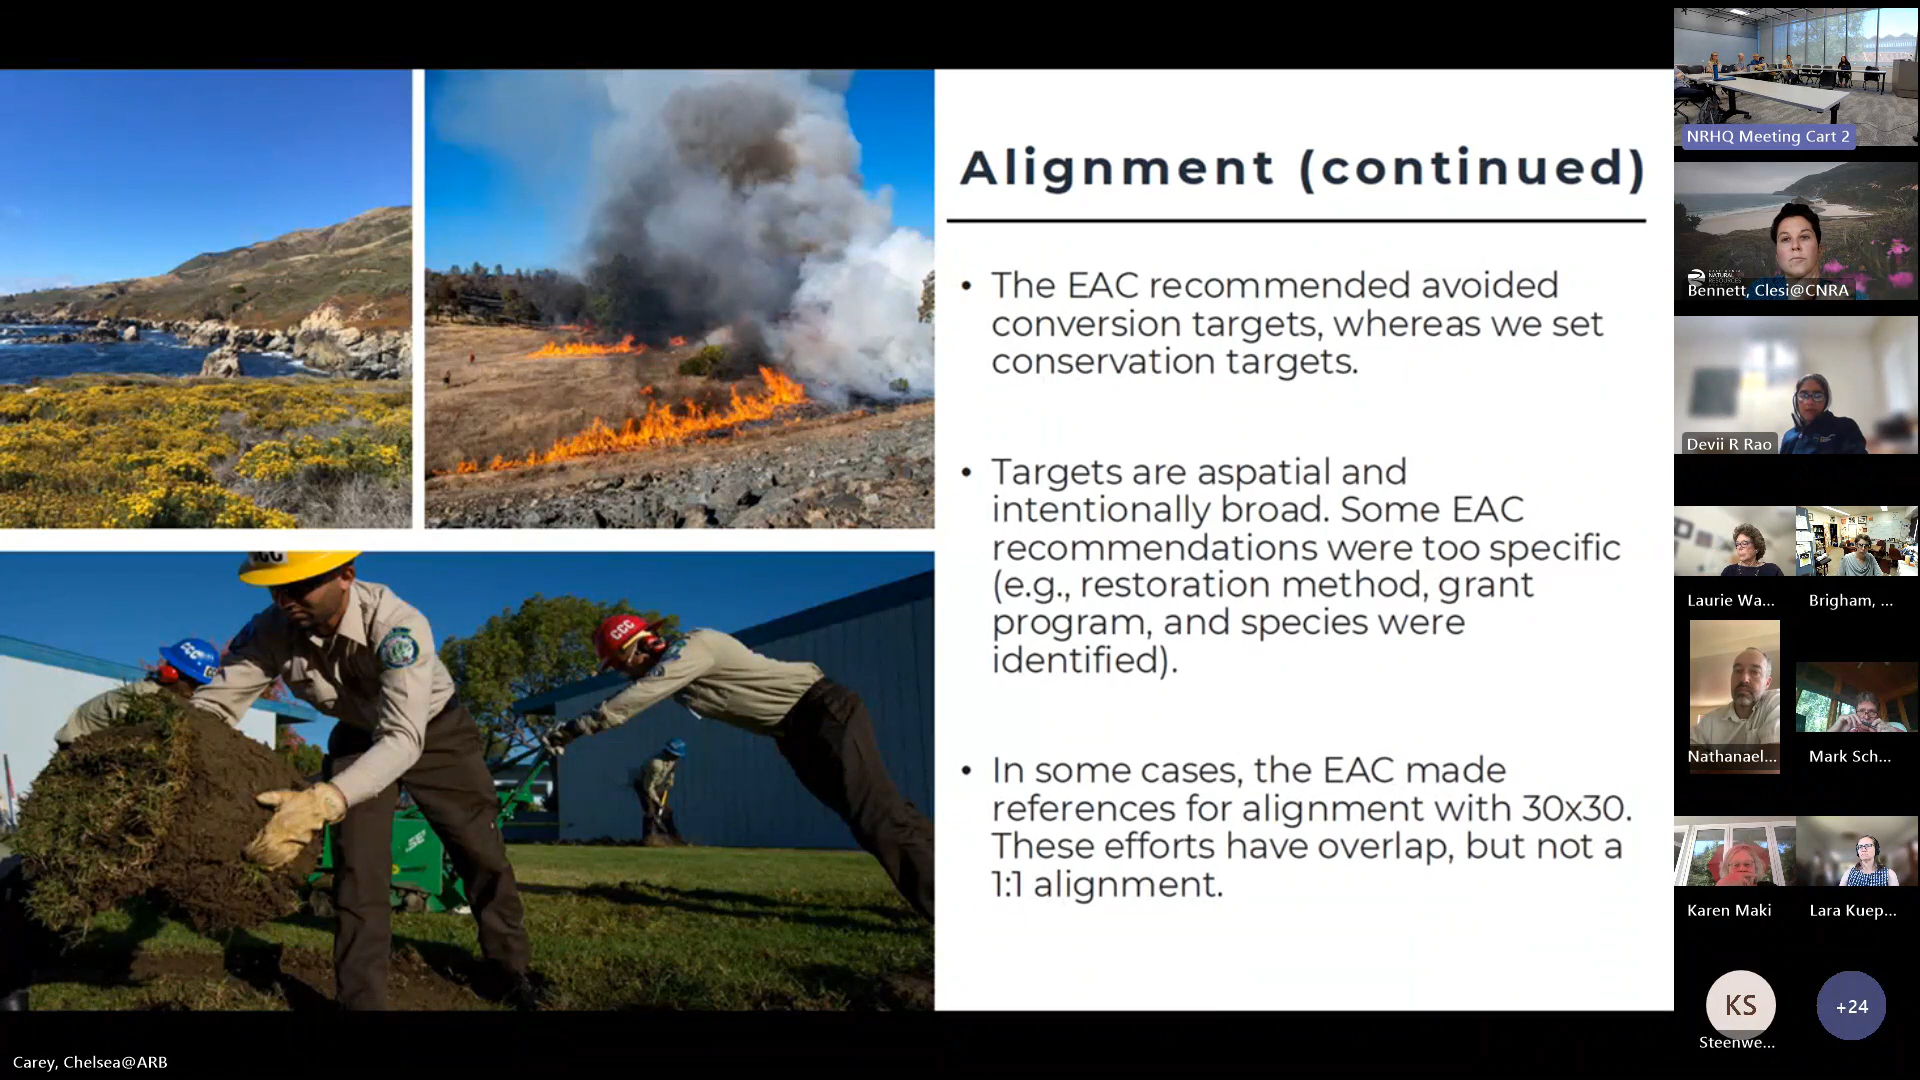 Alignment (continued)
• The EAC recommended avoided
conversion targets, whereas we set
conservation targets.
• Targets are aspatial and
intentionally broad. Some EAC
recommendations were too specific
(e.g., restoration method, grant
program, and species were
identified).
• In some cases, the EAC made
references for alignment with 30x30.
These efforts have overlap, but not a
1:1 alignment.
CCC
CCC
NRHQ Meeting Cart 2
NATURAL
RESOURCES
Bennett, Clesi@CNRA
Devii R Rao
Laurie Wa...
Brigham, ...
Nathanael...
Mark Sch...
Karen Maki
Lara Kuep...
KS
+24
Steenwe...
Carey, Chelsea@ARB